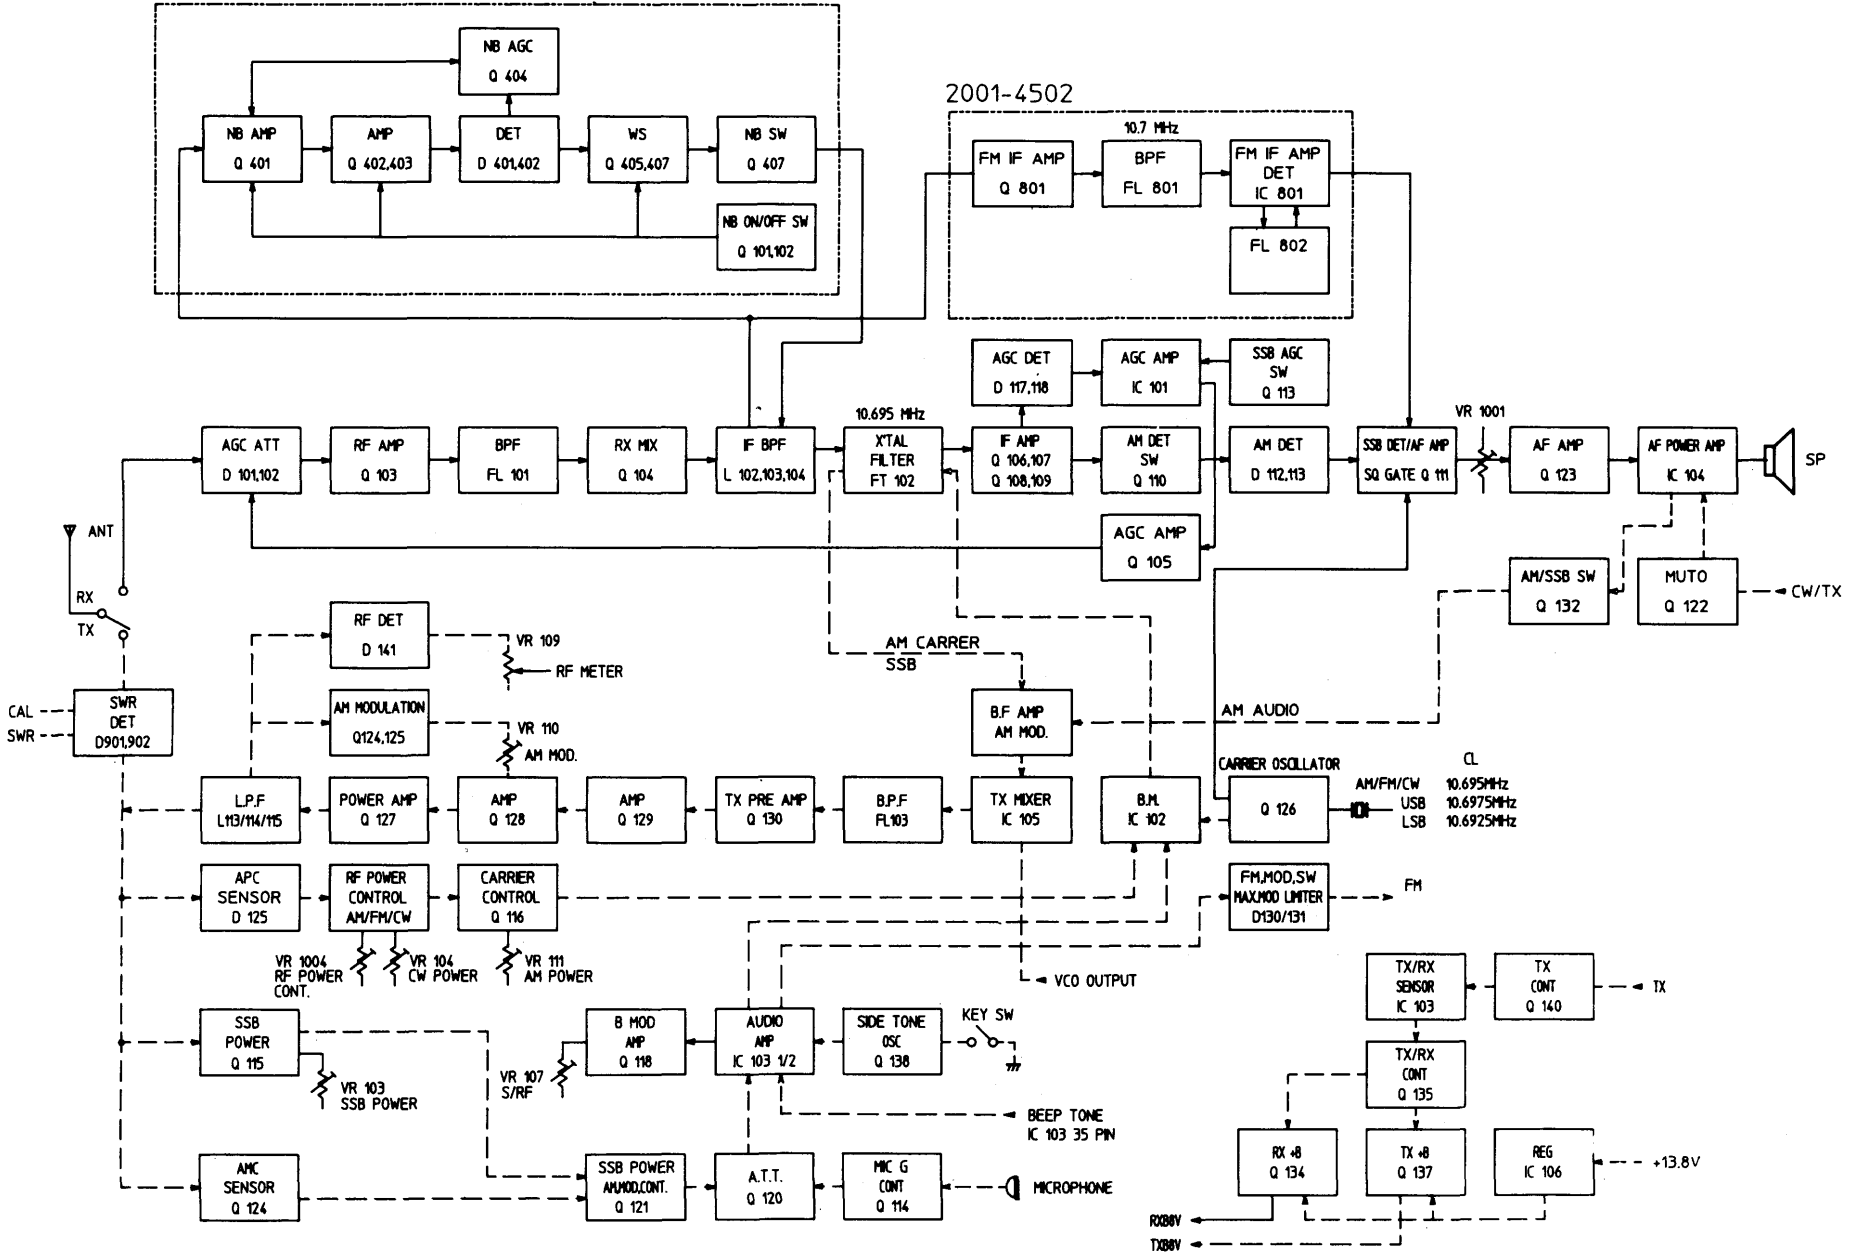 NB AGC
Q 404
2001-4502
NB AMP
Q 401
AMP
Q 402,403
DET
D 401,402
WS
Q 405,407
NB SW
Q 407
NB ON/OFF SW
Q 101,102
10.7 MHz
FM IF AMP
Q 801
BPF
FL 801
FM IF AMP
DET
IC 801
FL 802
AGC DET
D 117,118
AGC AMP
IC 101
SSB AGC
SW
Q 113
10.695 MHz
VR 1001
AGC ATT
D 101,102
RF AMP
Q 103
BPF
FL 101
RX MIX
Q 104
IF BPF
L 102,103,104
X'TAL
FILTER
FT 102
IF AMP
Q 106,107
Q 108,109
AM DET
SW
Q 110
AM DET
D 112,113
SSB DET/AF AMP
SQ GATE Q 111
AF AMP
Q 123
AF POWER AMP
IC 104
SP
ANT
AGC AMP
Q 105
AM/SSB SW
Q 132
MUTO
Q 122
CW/TX
RX
TX
RF DET
D 141
VR 109
RF METER
AM CARRER
SSB
CAL
SWR
SWR
DET
D901,902
AM MODULATION
Q124,125
VR 110
AM MOD.
B.F AMP
AM MOD.
AM AUDIO
CARRIER OSCILLATOR
CL
L.P.F
L113/114/115
POWER AMP
Q 127
AMP
Q 128
AMP
Q 129
TX PRE AMP
Q 130
B.P.F
FL103
TX MIXER
IC 105
B.M.
IC 102
Q 126
AM/FM/CW 10.695MHz
USB 10.6975MHz
LSB 10.6925MHz
APC
SENSOR
D 125
RF POWER
CONTROL
AM/FM/CW
CARRIER
CONTROL
Q 116
FM,MOD,SW
MAX.MOD LIMITER
D130/131
FM
VR 1004
RF POWER
CONT.
VR 104
CW POWER
VR 111
AM POWER
VCO OUTPUT
TX/RX
SENSOR
IC 103
TX
CONT
Q 140
TX
SSB
POWER
Q 115
B MOD
AMP
Q 118
AUDIO
AMP
IC 103 1/2
SIDE TONE
OSC
Q 138
KEY SW
VR 103
SSB POWER
VR 107
S/RF
TX/RX
CONT
Q 135
BEEP TONE
IC 103 35 PIN
AMC
SENSOR
Q 124
SSB POWER
AM,MOD,CONT.
Q 121
A.T.T.
Q 120
MIC G
CONT
Q 114
MICROPHONE
RX +B
Q 134
TX +B
Q 137
REG
IC 106
+13.8V
RXB8V
TXB8V